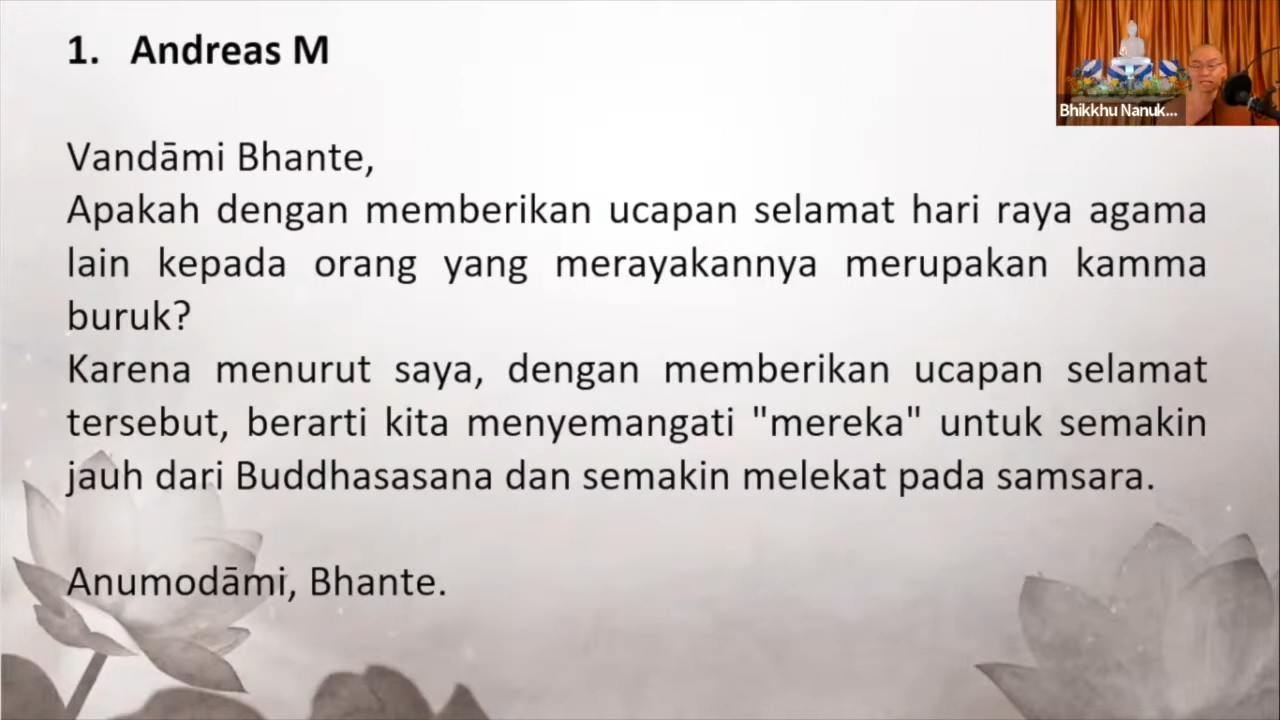 1. Andreas M
Bhikkhu Nanuk...
Vandāmi Bhante,
Apakah dengan memberikan ucapan selamat hari raya agama
lain kepada orang yang merayakannya merupakan kamma
buruk?
Karena menurut saya, dengan memberikan ucapan selamat
tersebut, berarti kita menyemangati "mereka" untuk semakin
jauh dari Buddhasasana dan semakin melekat pada samsara.
Anumodāmi, Bhante.